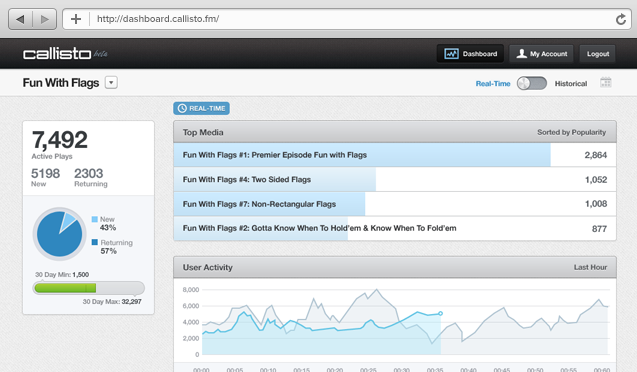 http://dashboard.callisto.fm/
callisto beta
Dashboard
My Account
Logout
Fun With Flags
Real-Time
Historical
REAL-TIME
7,492
Active Plays
5198
New
2303
Returning
New
43%
Returning
57%
30 Day Min: 1,500
30 Day Max: 32,297
Top Media
Sorted by Popularity
Fun With Flags #1: Premier Episode Fun with Flags
2,864
Fun With Flags #4: Two Sided Flags
1,052
Fun With Flags #7: Non-Rectangular Flags
1,008
Fun With Flags #2: Gotta Know When To Hold'em & Know When To Fold'em
877
User Activity
Last Hour
8,000
6,000
4,000
2,000
0
00:00
00:05
00:10
00:15
00:20
00:25
00:30
00:35
00:40
00:45
00:50
00:55
00:60